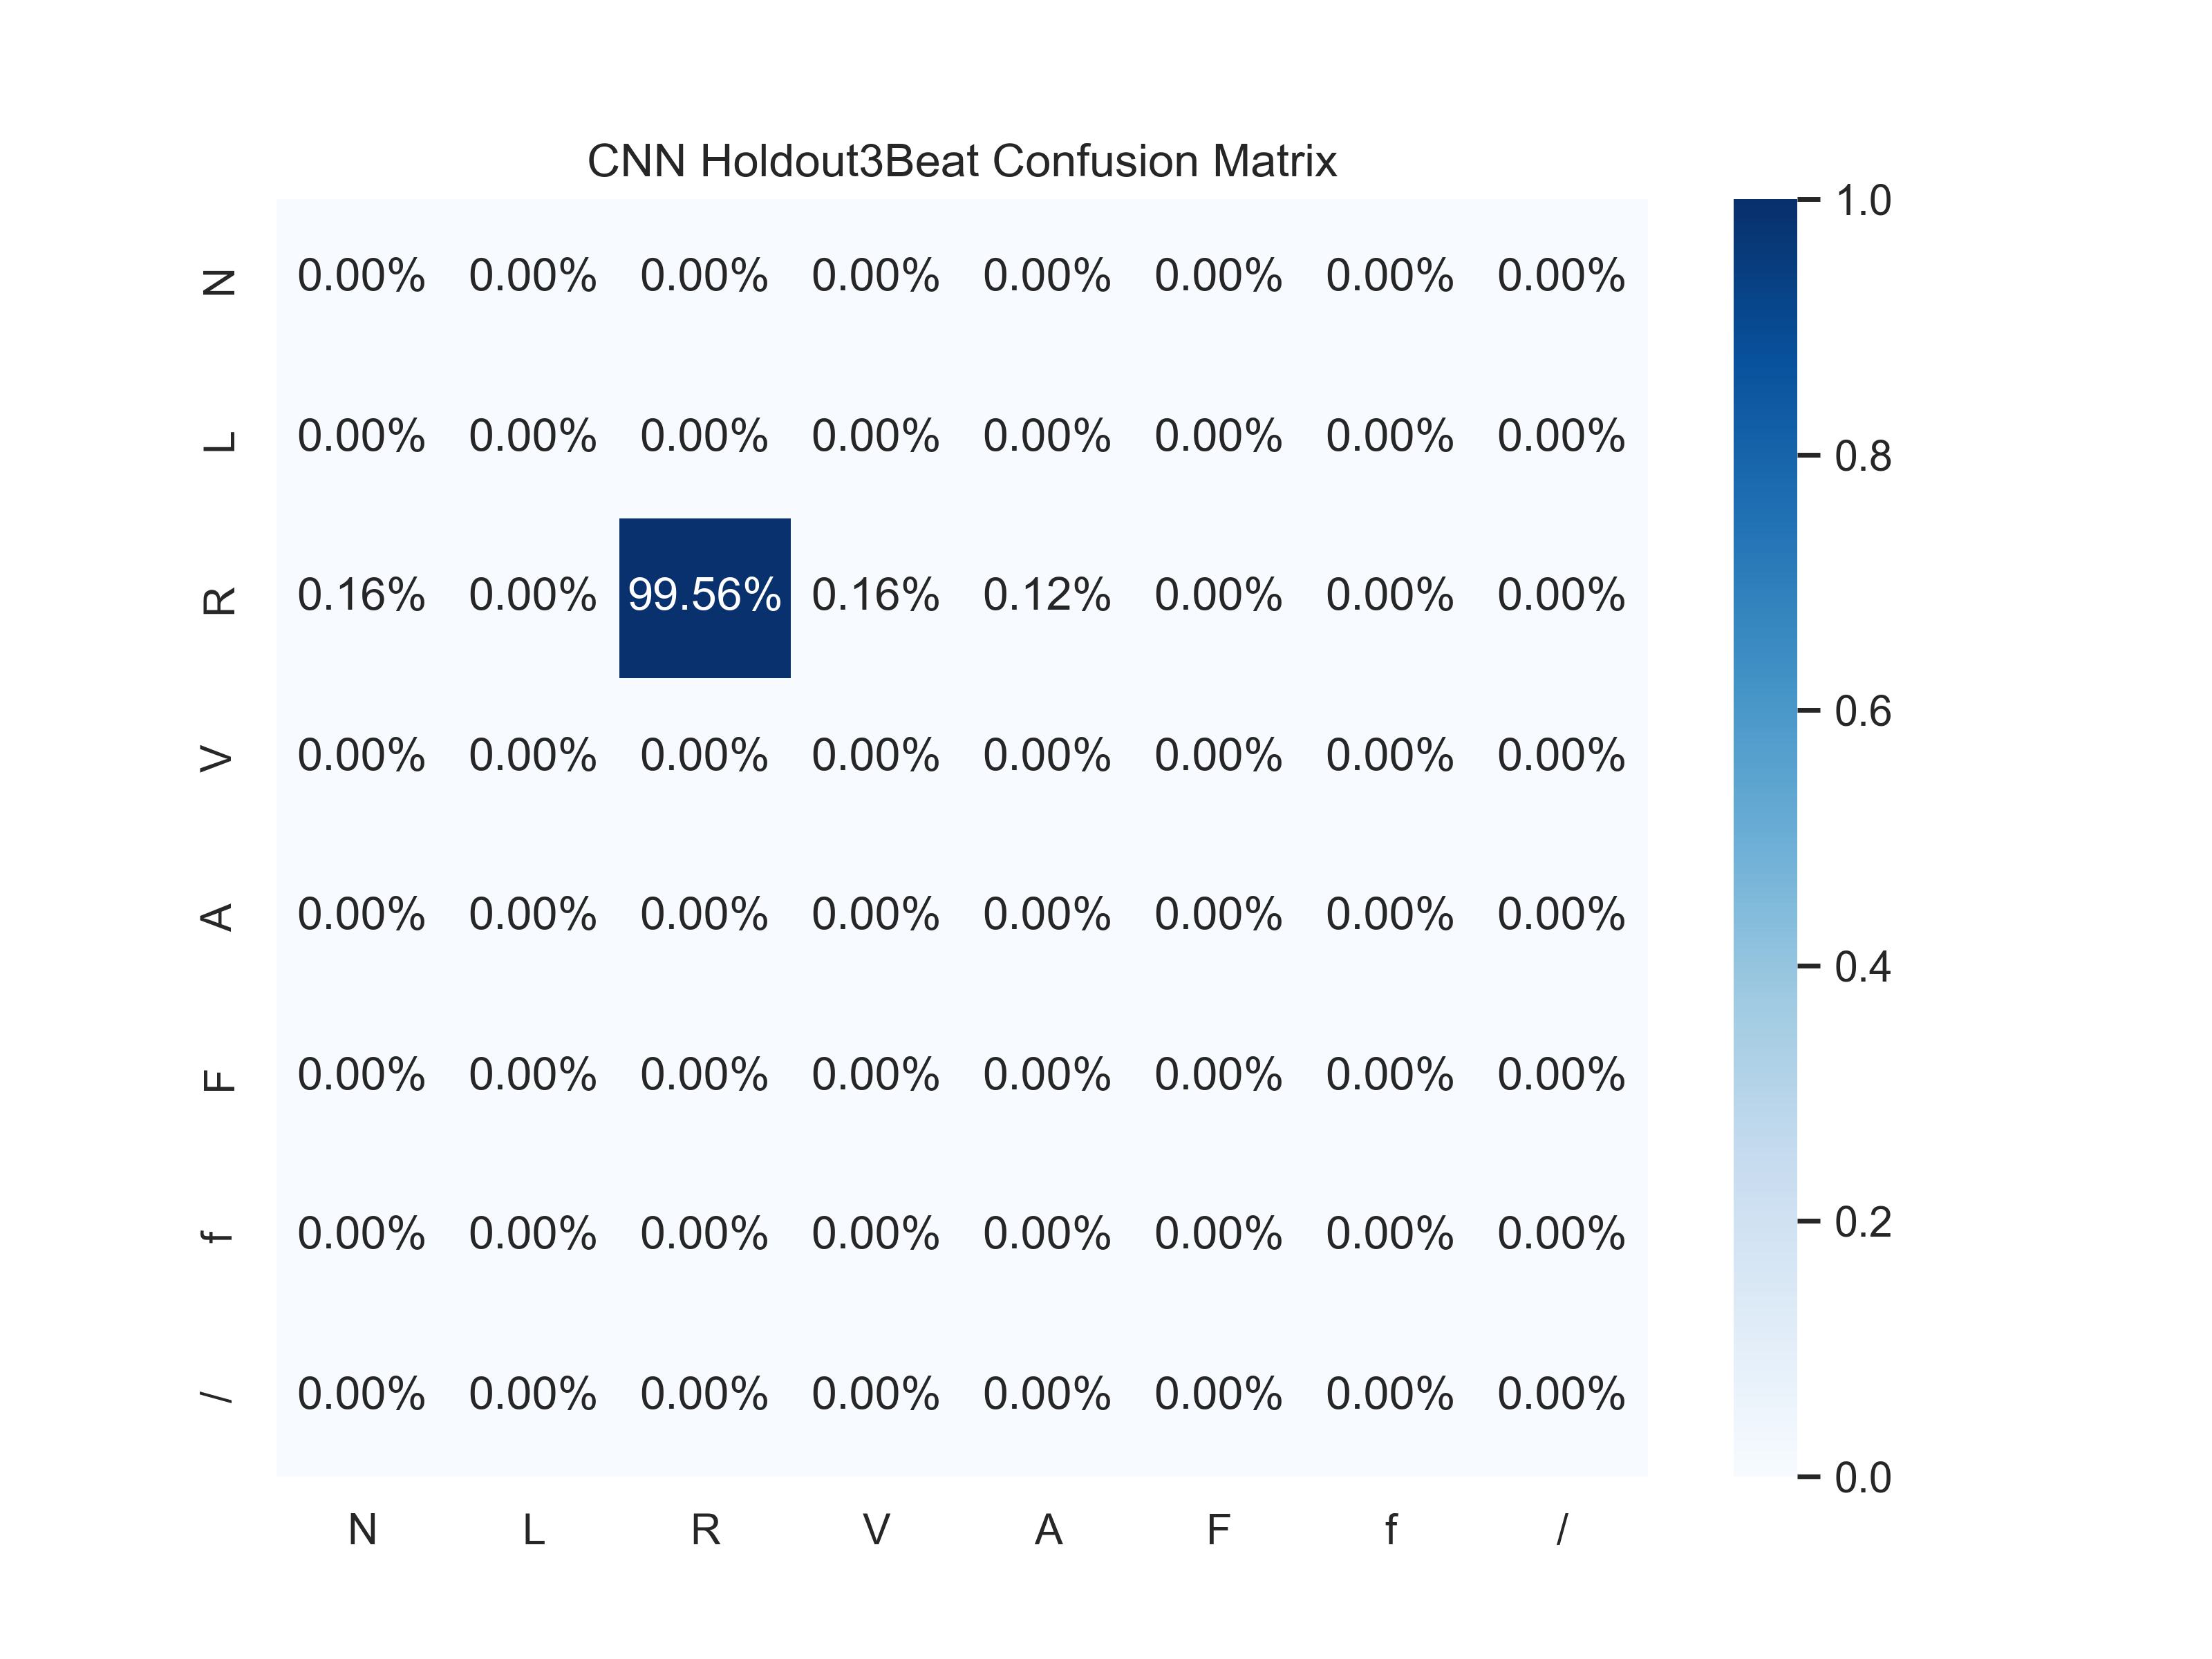 CNN Holdout3Beat Confusion Matrix
N 0.00% 0.00% 0.00% 0.00% 0.00% 0.00% 0.00% 0.00%
L 0.00% 0.00% 0.00% 0.00% 0.00% 0.00% 0.00% 0.00%
R 0.16% 0.00% 99.56% 0.16% 0.12% 0.00% 0.00% 0.00%
V 0.00% 0.00% 0.00% 0.00% 0.00% 0.00% 0.00% 0.00%
A 0.00% 0.00% 0.00% 0.00% 0.00% 0.00% 0.00% 0.00%
F 0.00% 0.00% 0.00% 0.00% 0.00% 0.00% 0.00% 0.00%
f 0.00% 0.00% 0.00% 0.00% 0.00% 0.00% 0.00% 0.00%
/ 0.00% 0.00% 0.00% 0.00% 0.00% 0.00% 0.00% 0.00%
N L R V A F f /
1.0
0.8
0.6
0.4
0.2
0.0